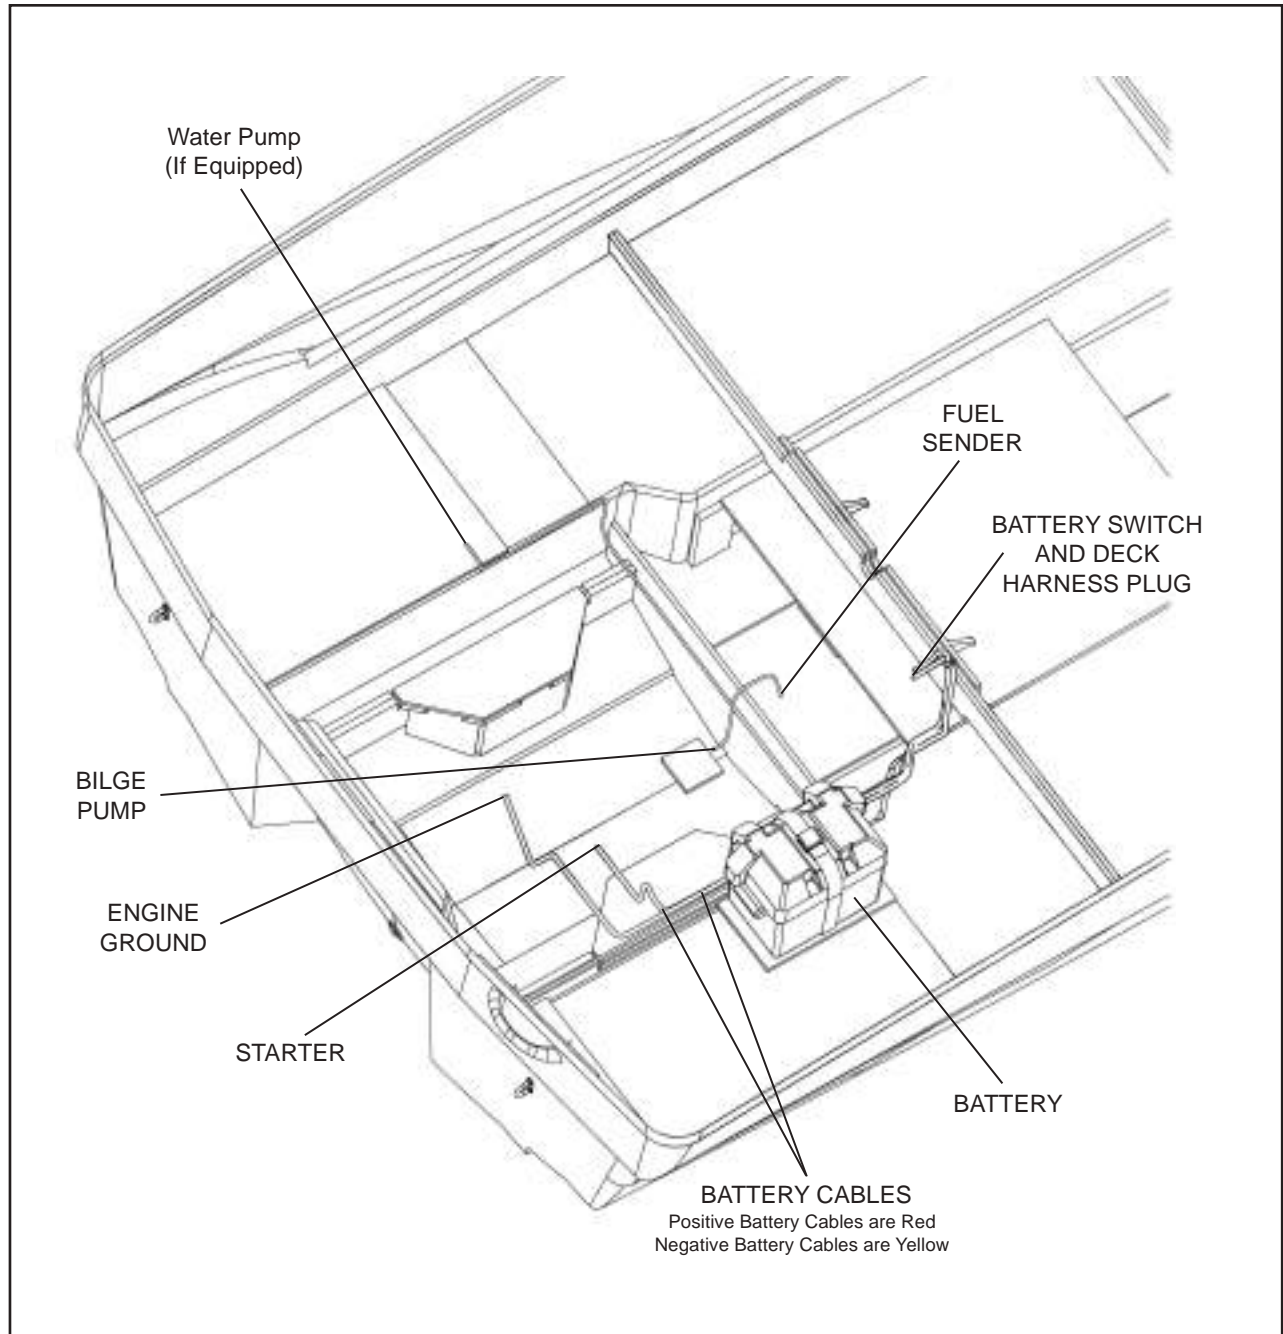 Water Pump
(If Equipped)
FUEL
SENDER
BATTERY SWITCH
AND DECK
HARNESS PLUG
BILGE
PUMP
ENGINE
GROUND
STARTER
BATTERY
BATTERY CABLES
Positive Battery Cables are Red
Negative Battery Cables are Yellow